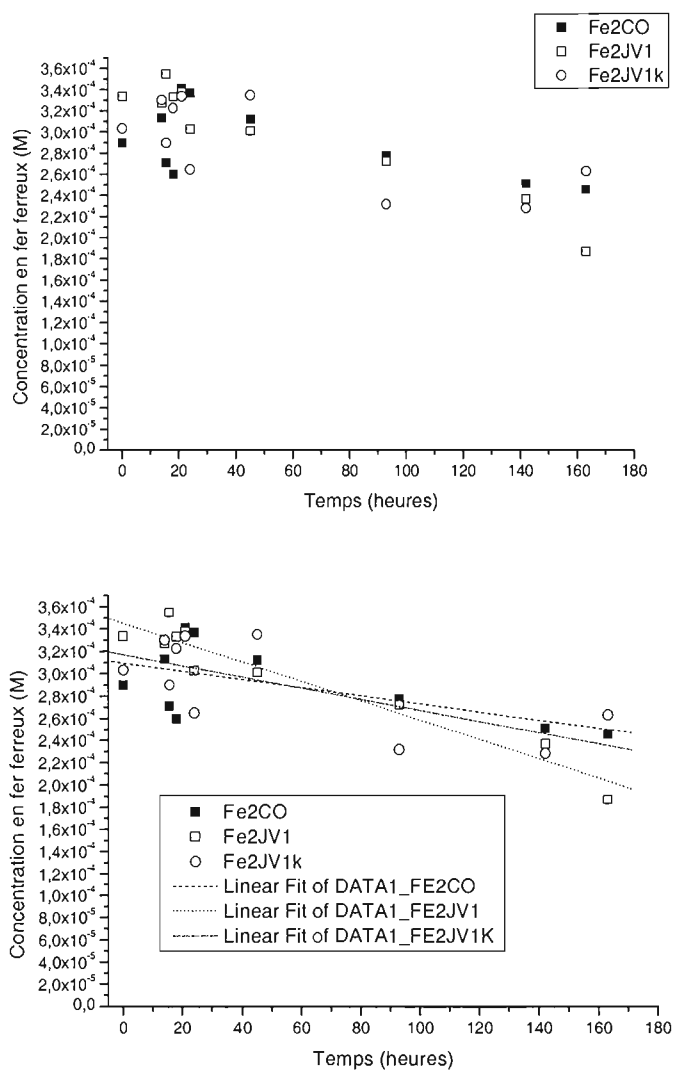 Fe2CO
Fe2JV1
Fe2JV1k
Concentration en fer ferreux (M)
3,6x10⁻⁴
3,4x10⁻⁴
3,2x10⁻⁴
3,0x10⁻⁴
2,8x10⁻⁴
2,6x10⁻⁴
2,4x10⁻⁴
2,2x10⁻⁴
2,0x10⁻⁴
1,8x10⁻⁴
1,6x10⁻⁴
1,4x10⁻⁴
1,2x10⁻⁴
1,0x10⁻⁴
8,0x10⁻⁵
6,0x10⁻⁵
4,0x10⁻⁵
2,0x10⁻⁵
0,0
0 20 40 60 80 100 120 140 160 180
Temps (heures)
Concentration en fer ferreux (M)
3,6x10⁻⁴
3,4x10⁻⁴
3,2x10⁻⁴
3,0x10⁻⁴
2,8x10⁻⁴
2,6x10⁻⁴
2,4x10⁻⁴
2,2x10⁻⁴
2,0x10⁻⁴
1,8x10⁻⁴
1,6x10⁻⁴
1,4x10⁻⁴
1,2x10⁻⁴
1,0x10⁻⁴
8,0x10⁻⁵
6,0x10⁻⁵
4,0x10⁻⁵
2,0x10⁻⁵
0,0
Fe2CO
Fe2JV1
Fe2JV1k
Linear Fit of DATA1_FE2CO
Linear Fit of DATA1_FE2JV1
Linear Fit of DATA1_FE2JV1K
0 20 40 60 80 100 120 140 160 180
Temps (heures)